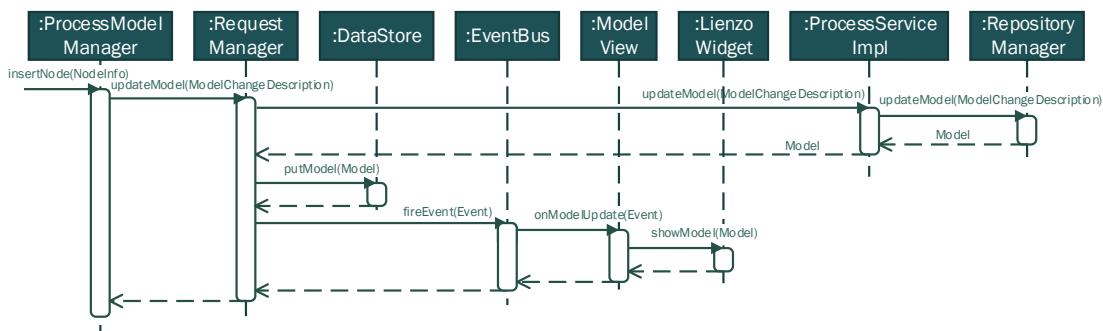 :ProcessModel
Manager
:Request
Manager
:DataStore
:EventBus
:Model
View
:Lienzo
Widget
:ProcessService
Impl
:Repository
Manager
insertNode(NodeInfo)
updateModel(ModelChangeDescription)
updateModel(ModelChangeDescription)
updateModel(ModelChangeDescription)
Model
Model
putModel(Model)
fireEvent(Event)
onModelUpdate(Event)
showModel(Model)